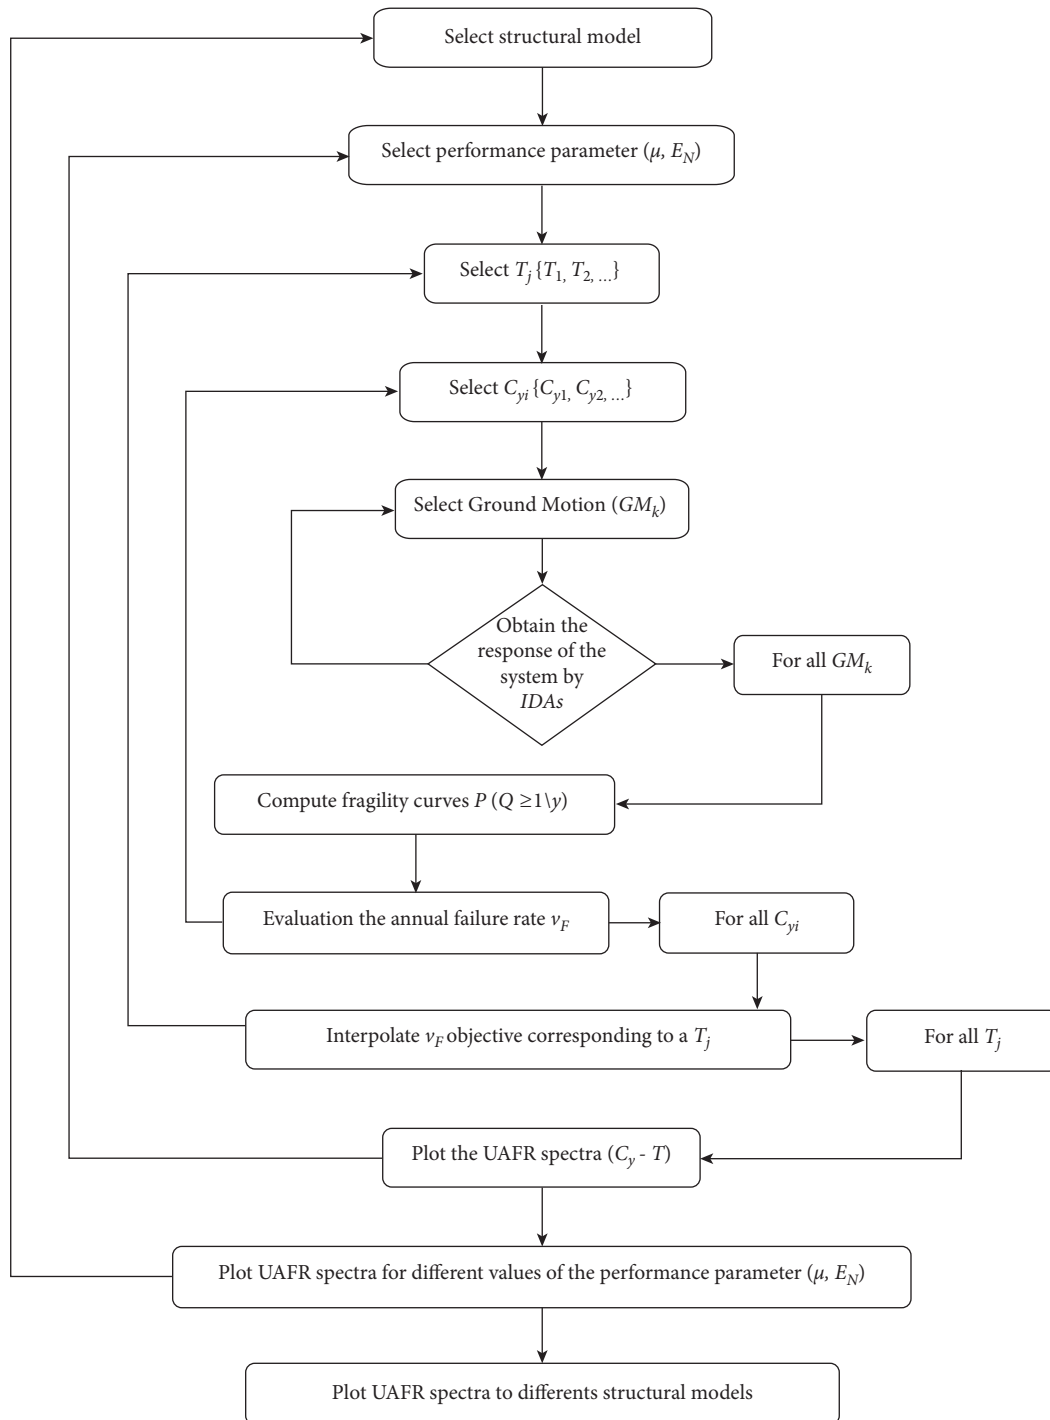 Select structural model
Select performance parameter (μ, E_N)
Select T_j {T_1, T_2, ...}
Select C_yi {C_y1, C_y2, ...}
Select Ground Motion (GM_k)
Obtain the
response of the
system by
IDAs
For all GM_k
Compute fragility curves P (Q ≥1\y)
Evaluation the annual failure rate ν_F
For all C_yi
Interpolate ν_F objective corresponding to a T_j
For all T_j
Plot the UAFR spectra (C_y - T)
Plot UAFR spectra for different values of the performance parameter (μ, E_N)
Plot UAFR spectra to differents structural models